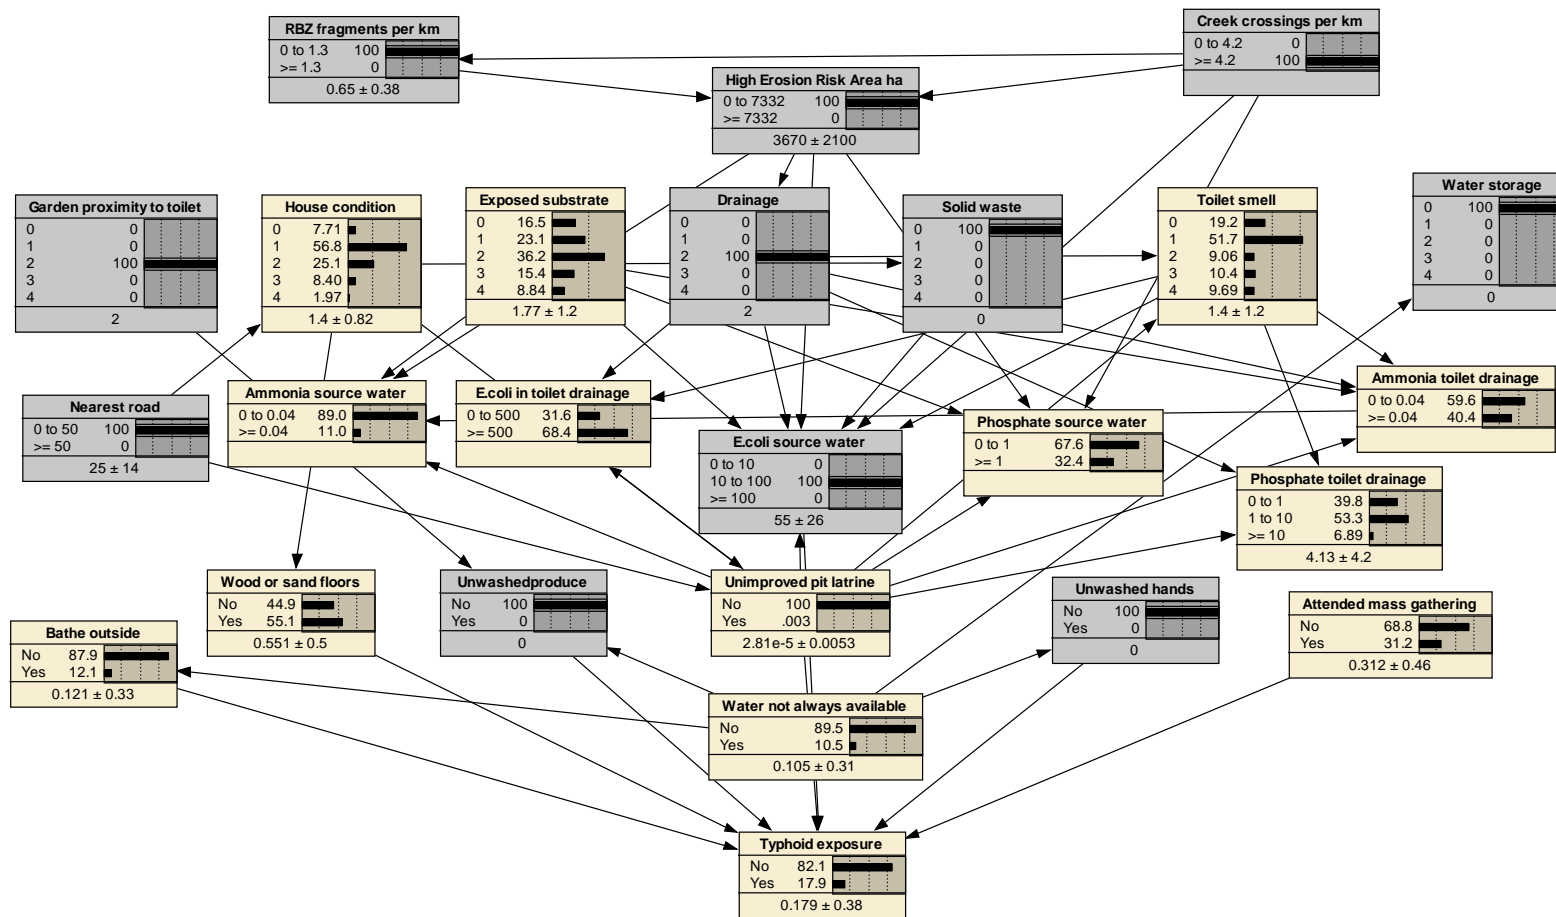 RBZ fragments per km
0 to 1.3 100
>= 1.3 0
0.65 ± 0.38
Creek crossings per km
0 to 4.2 0
>= 4.2 100
High Erosion Risk Area ha
0 to 7332 100
>= 7332 0
3670 ± 2100
Garden proximity to toilet
0 0
1 0
2 100
3 0
4 0
2
House condition
0 7.71
1 56.8
2 25.1
3 8.40
4 1.97
1.4 ± 0.82
Exposed substrate
0 16.5
1 23.1
2 36.2
3 15.4
4 8.84
1.77 ± 1.2
Drainage
0 0
1 0
2 100
3 0
4 0
2
Solid waste
0 100
1 0
2 0
3 0
4 0
0
Toilet smell
0 19.2
1 51.7
2 9.06
3 10.4
4 9.69
1.4 ± 1.2
Water storage
0 100
1 0
2 0
3 0
4 0
0
Nearest road
0 to 50 100
>= 50 0
25 ± 14
Ammonia source water
0 to 0.04 89.0
>= 0.04 11.0
E.coli in toilet drainage
0 to 500 31.6
>= 500 68.4
E.coli source water
0 to 10 0
10 to 100 100
>= 100 0
55 ± 26
Phosphate source water
0 to 1 67.6
>= 1 32.4
Ammonia toilet drainage
0 to 0.04 59.6
>= 0.04 40.4
Phosphate toilet drainage
0 to 1 39.8
1 to 10 53.3
>= 10 6.89
4.13 ± 4.2
Wood or sand floors
No 44.9
Yes 55.1
0.551 ± 0.5
Unwashedproduce
No 100
Yes 0
0
Unimproved pit latrine
No 100
Yes .003
2.81e-5 ± 0.0053
Unwashed hands
No 100
Yes 0
0
Attended mass gathering
No 68.8
Yes 31.2
0.312 ± 0.46
Bathe outside
No 87.9
Yes 12.1
0.121 ± 0.33
Water not always available
No 89.5
Yes 10.5
0.105 ± 0.31
Typhoid exposure
No 82.1
Yes 17.9
0.179 ± 0.38